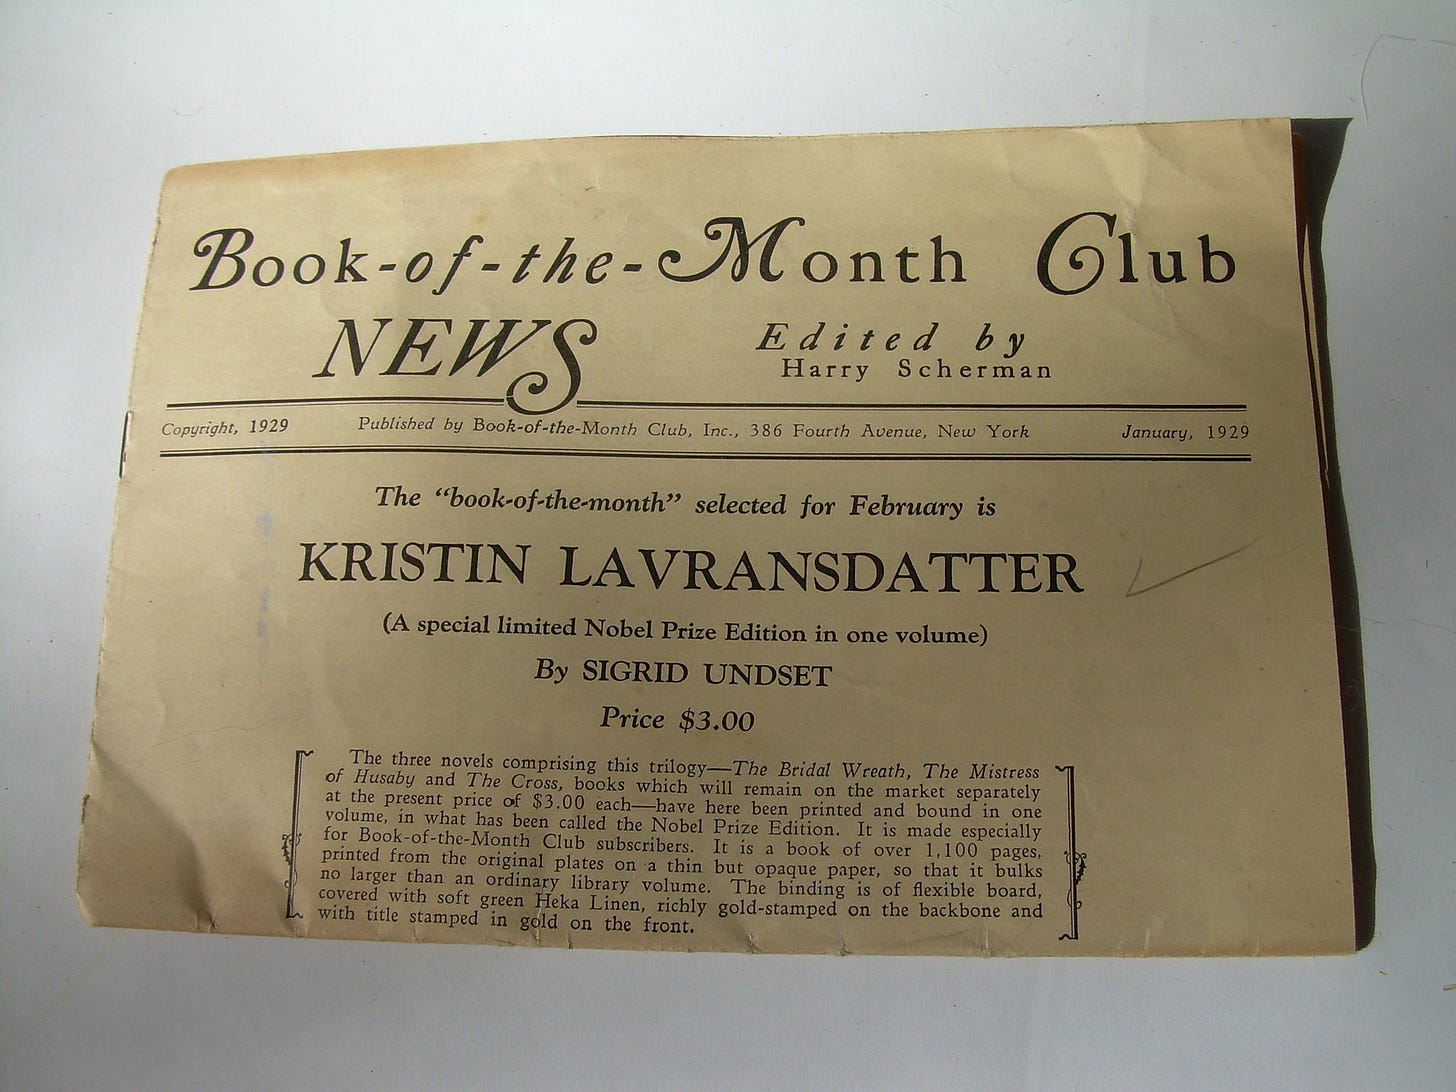 Book-of-the-Month Club
NEWS
Edited by
Harry Scherman
Copyright, 1929 Published by Book-of-the-Month Club, Inc., 386 Fourth Avenue, New York January, 1929
The “book-of-the-month” selected for February is
KRISTIN LAVRANSDATTER
(A special limited Nobel Prize Edition in one volume)
By SIGRID UNDSET
Price $3.00
The three novels comprising this trilogy—The Bridal Wreath, The Mistress
of Husaby and The Cross, books which will remain on the market separately
at the present price of $3.00 each—have here been printed and bound in one
volume, in what has been called the Nobel Prize Edition. It is made especially
for Book-of-the-Month Club subscribers. It is a book of over 1,100 pages,
printed from the original plates on a thin but opaque paper, so that it bulks
no larger than an ordinary library volume. The binding is of flexible board,
covered with soft green Heka Linen, richly gold-stamped on the backbone and
with title stamped in gold on the front.